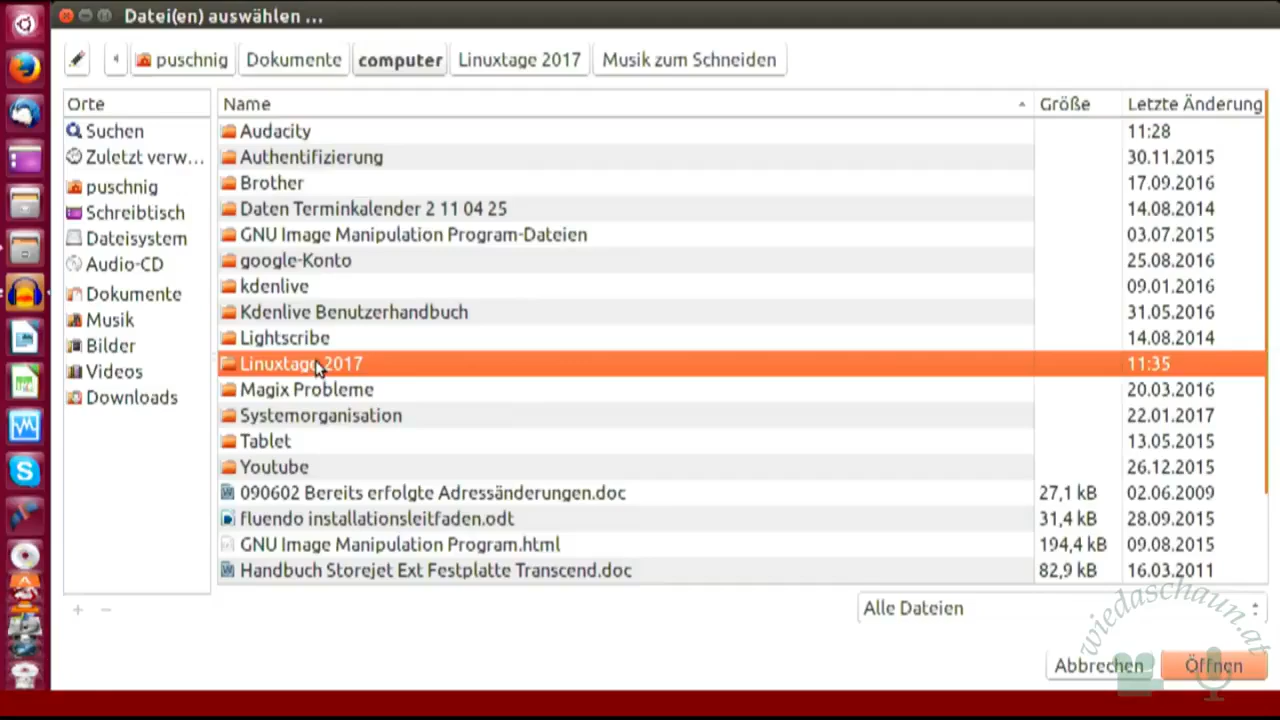 Datei(en) auswählen ...
puschnig Dokumente computer Linuxtage 2017 Musik zum Schneiden
Orte
Suchen
Zuletzt verw...
puschnig
Schreibtisch
Dateisystem
Audio-CD
Dokumente
Musik
Bilder
Videos
Downloads
Name Größe Letzte Änderung
Audacity 11:28
Authentifizierung 30.11.2015
Brother 17.09.2016
Daten Terminkalender 2 11 04 25 14.08.2014
GNU Image Manipulation Program-Dateien 03.07.2015
google-Konto 25.08.2016
kdenlive 09.01.2016
Kdenlive Benutzerhandbuch 31.05.2016
Lightscribe 14.08.2014
Linuxtage 2017 11:35
Magix Probleme 20.03.2016
Systemorganisation 22.01.2017
Tablet 13.05.2015
Youtube 26.12.2015
090602 Bereits erfolgte Adressänderungen.doc 27,1 kB 02.06.2009
fluendo installationsleitfaden.odt 31,4 kB 28.09.2015
GNU Image Manipulation Program.html 194,4 kB 09.08.2015
Handbuch Storejet Ext Festplatte Transcend.doc 82,9 kB 16.03.2011
Alle Dateien
wiedaschaun.at
Abbrechen Öffnen